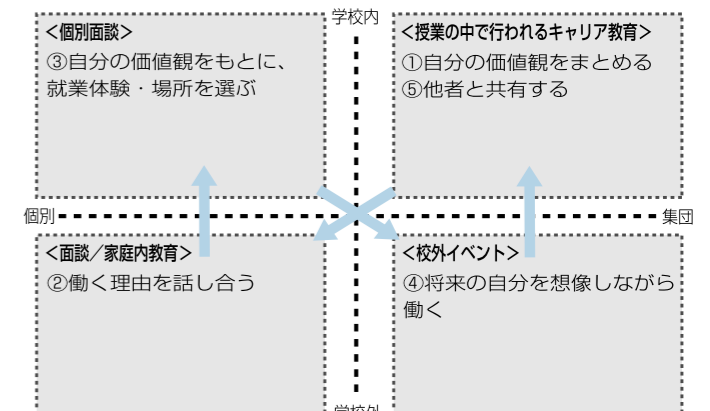 学校内
<個別面談>
③自分の価値観をもとに、
就業体験・場所を選ぶ
<授業の中で行われるキャリア教育>
①自分の価値観をまとめる
⑤他者と共有する
個別
集団
<面談/家庭内教育>
②働く理由を話し合う
<校外イベント>
④将来の自分を想像しながら
働く
学校外